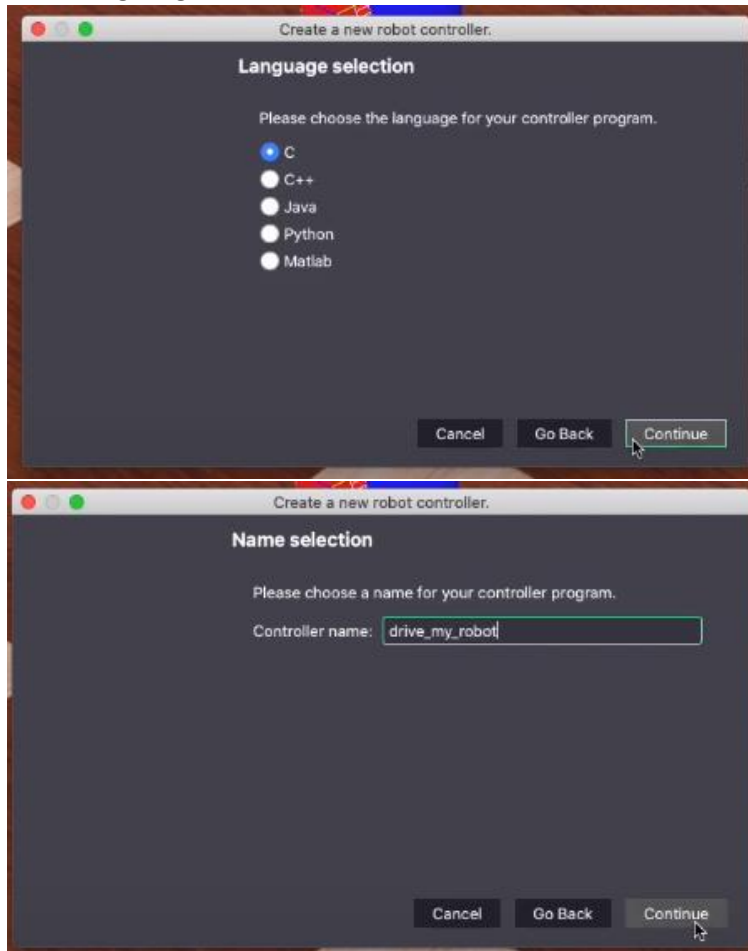 Create a new robot controller.
Language selection
Please choose the language for your controller program.
C
C++
Java
Python
Matlab
Cancel Go Back Continue
Create a new robot controller.
Name selection
Please choose a name for your controller program.
Controller name: drive_my_robot
Cancel Go Back Continue